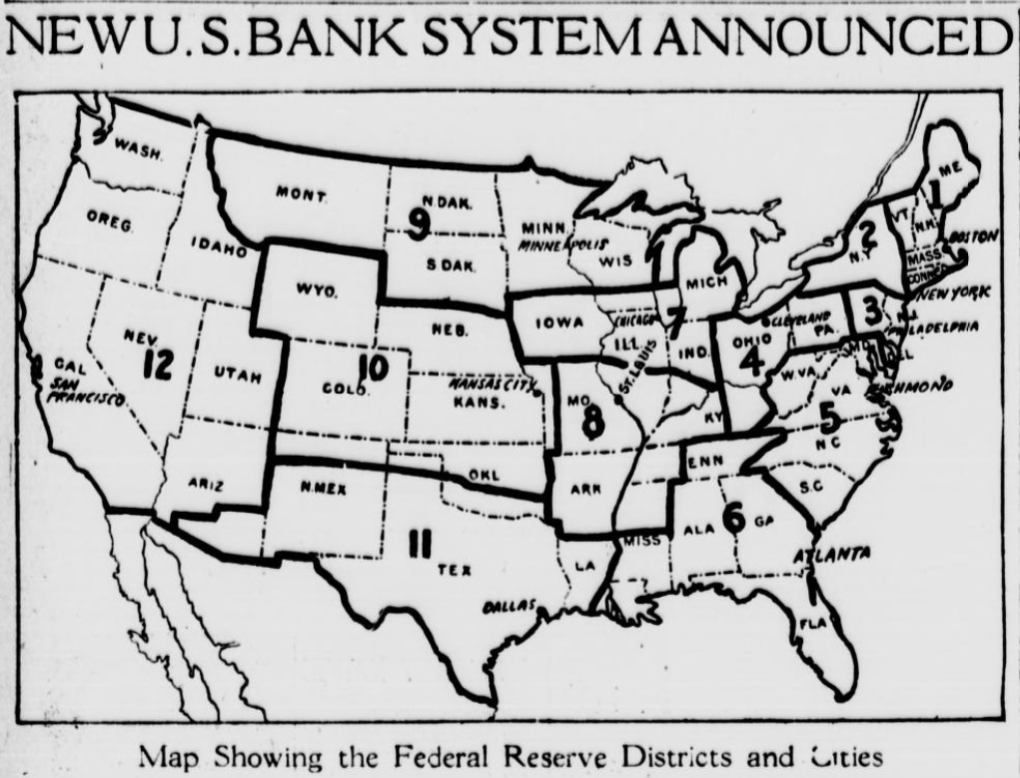 NEW U.S. BANK SYSTEM ANNOUNCED
WASH.
MONT.
N.DAK.
9
ME
1
OREG.
IDAHO
MINN.
MINNEAPOLIS
VT.
N.H.
2
N.Y
BOSTON
S DAK.
WIS
MASS
CONN
WYO.
MICH
NEW YORK
NEB.
IOWA
CHICAGO
7
CLEVELAND
PA.
3
N.J.
PHILADELPHIA
NEV.
12
UTAH
10
COLO.
ILL.
IND.
OHIO
4
MD.
DEL
CAL
SAN
FRANCISCO
KANSAS CITY
KANS.
ST. LOUIS
W.VA.
VA
RICHMOND
MO.
8
KY
5
N C
ARIZ
N.MEX
OKL
ARK
ENN
S.C
11
TEX
LA
MISS
ALA
6
GA
ATLANTA
DALLAS
FLA
Map Showing the Federal Reserve Districts and Cities